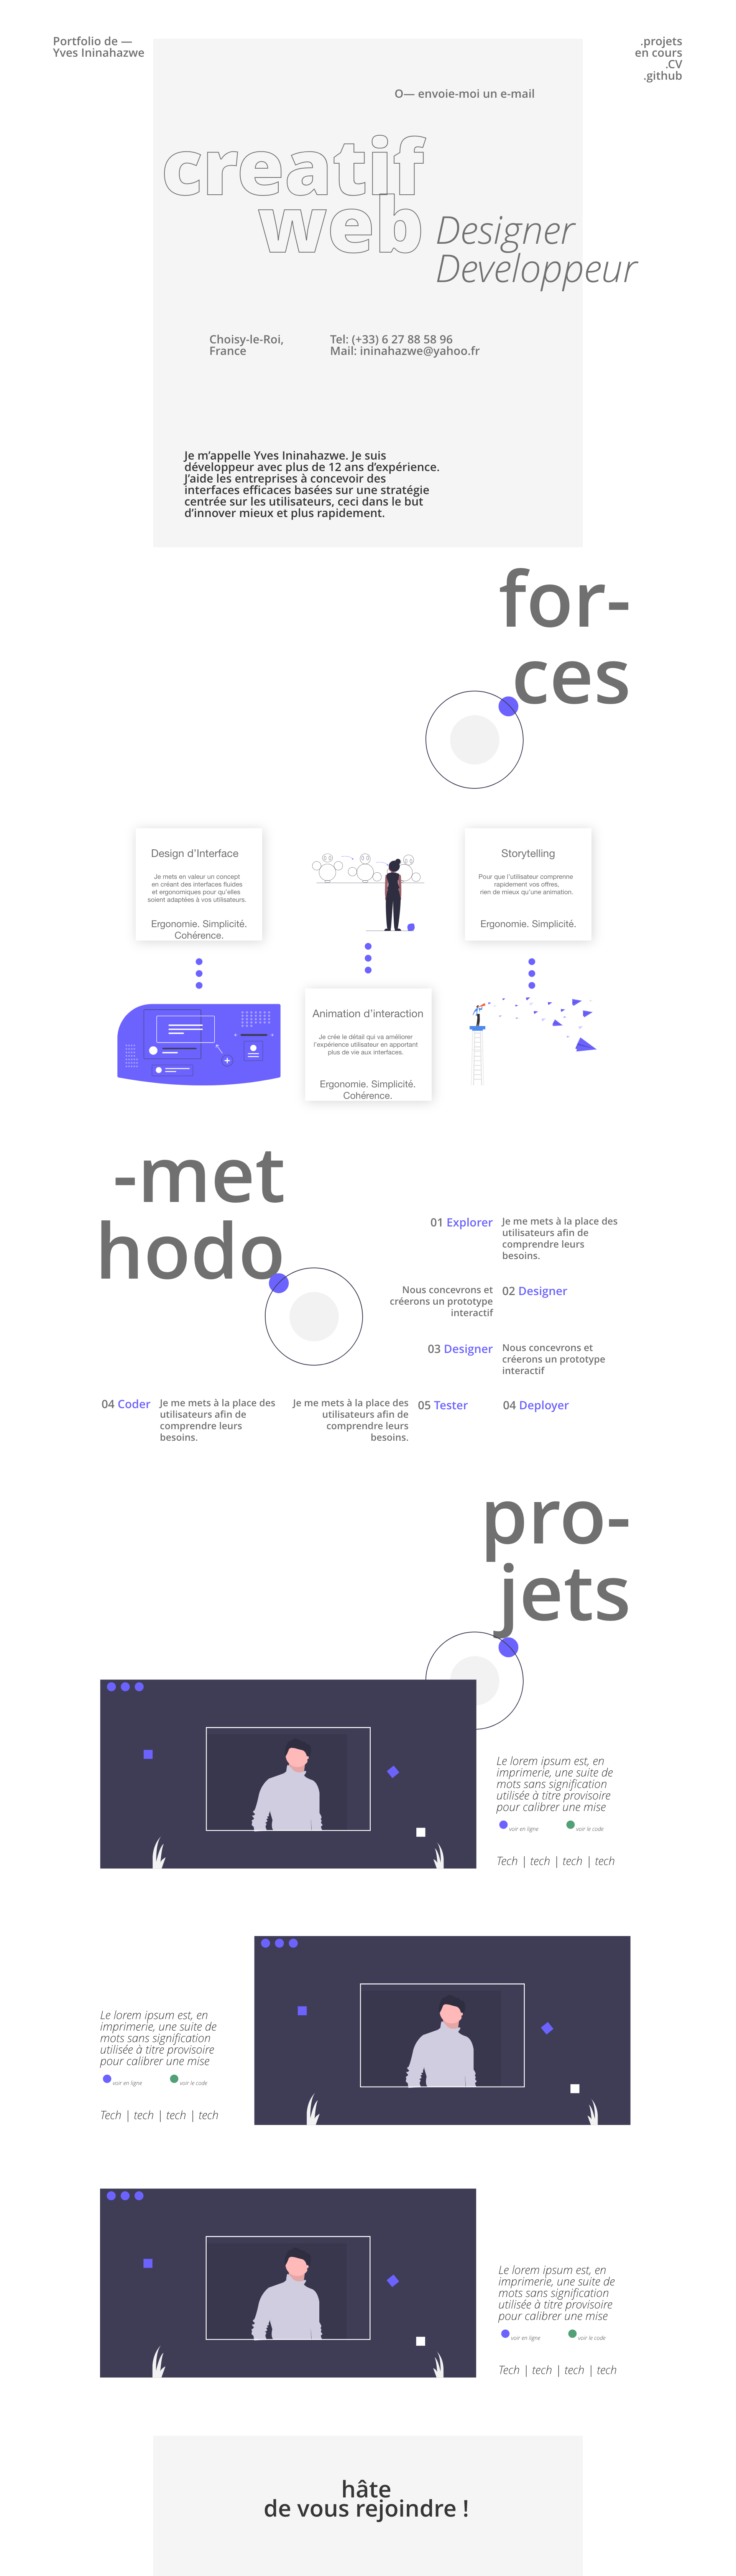 Portfolio de —
Yves Ininahazwe
.projets
en cours
.CV
.github
O— envoie-moi un e-mail
creatif
web
Designer
Developpeur
Choisy-le-Roi,
France
Tel: (+33) 6 27 88 58 96
Mail: ininahazwe@yahoo.fr
Je m’appelle Yves Ininahazwe. Je suis
développeur avec plus de 12 ans d’expérience.
J’aide les entreprises à concevoir des
interfaces efficaces basées sur une stratégie
centrée sur les utilisateurs, ceci dans le but
d’innover mieux et plus rapidement.
for-
ces
Design d’Interface
Je mets en valeur un concept
en créant des interfaces fluides
et ergonomiques pour qu’elles
soient adaptées à vos utilisateurs.
Ergonomie. Simplicité.
Cohérence.
Storytelling
Pour que l’utilisateur comprenne
rapidement vos offres,
rien de mieux qu’une animation.
Ergonomie. Simplicité.
Animation d’interaction
Je crée le détail qui va améliorer
l’expérience utilisateur en apportant
plus de vie aux interfaces.
Ergonomie. Simplicité.
Cohérence.
-met
hodo
01 Explorer
Je me mets à la place des
utilisateurs afin de
comprendre leurs
besoins.
Nous concevrons et
créerons un prototype
interactif
02 Designer
03 Designer
Nous concevrons et
créerons un prototype
interactif
04 Coder
Je me mets à la place des
utilisateurs afin de
comprendre leurs
besoins.
Je me mets à la place des
utilisateurs afin de
comprendre leurs
besoins.
05 Tester
04 Deployer
pro-
jets
Le lorem ipsum est, en
imprimerie, une suite de
mots sans signification
utilisée à titre provisoire
pour calibrer une mise
voir en ligne
voir le code
Tech | tech | tech | tech
Le lorem ipsum est, en
imprimerie, une suite de
mots sans signification
utilisée à titre provisoire
pour calibrer une mise
voir en ligne
voir le code
Tech | tech | tech | tech
Le lorem ipsum est, en
imprimerie, une suite de
mots sans signification
utilisée à titre provisoire
pour calibrer une mise
voir en ligne
voir le code
Tech | tech | tech | tech
hâte
de vous rejoindre !